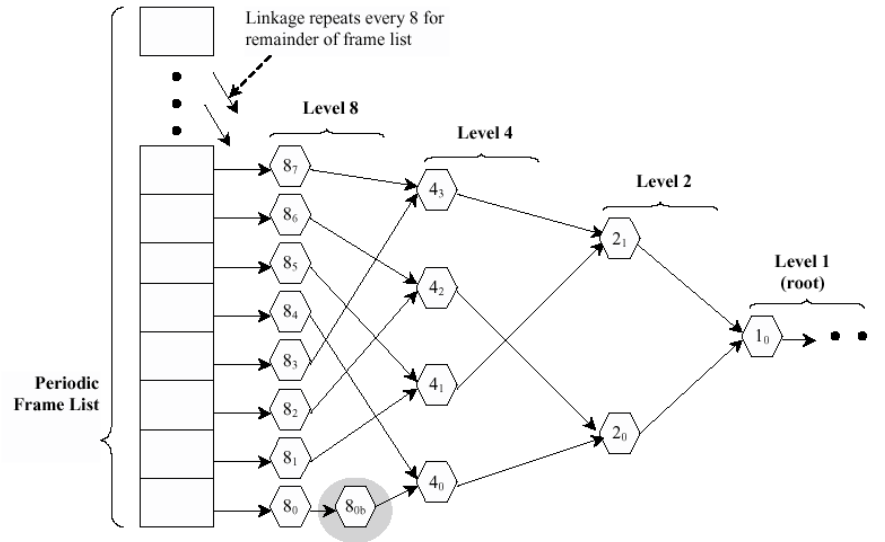 Linkage repeats every 8 for
remainder of frame list
Level 8
Level 4
Level 2
Level 1
(root)
8₇
8₆
8₅
8₄
8₃
8₂
8₁
8₀
8₀b
4₃
4₂
4₁
4₀
2₁
2₀
1₀
Periodic
Frame List